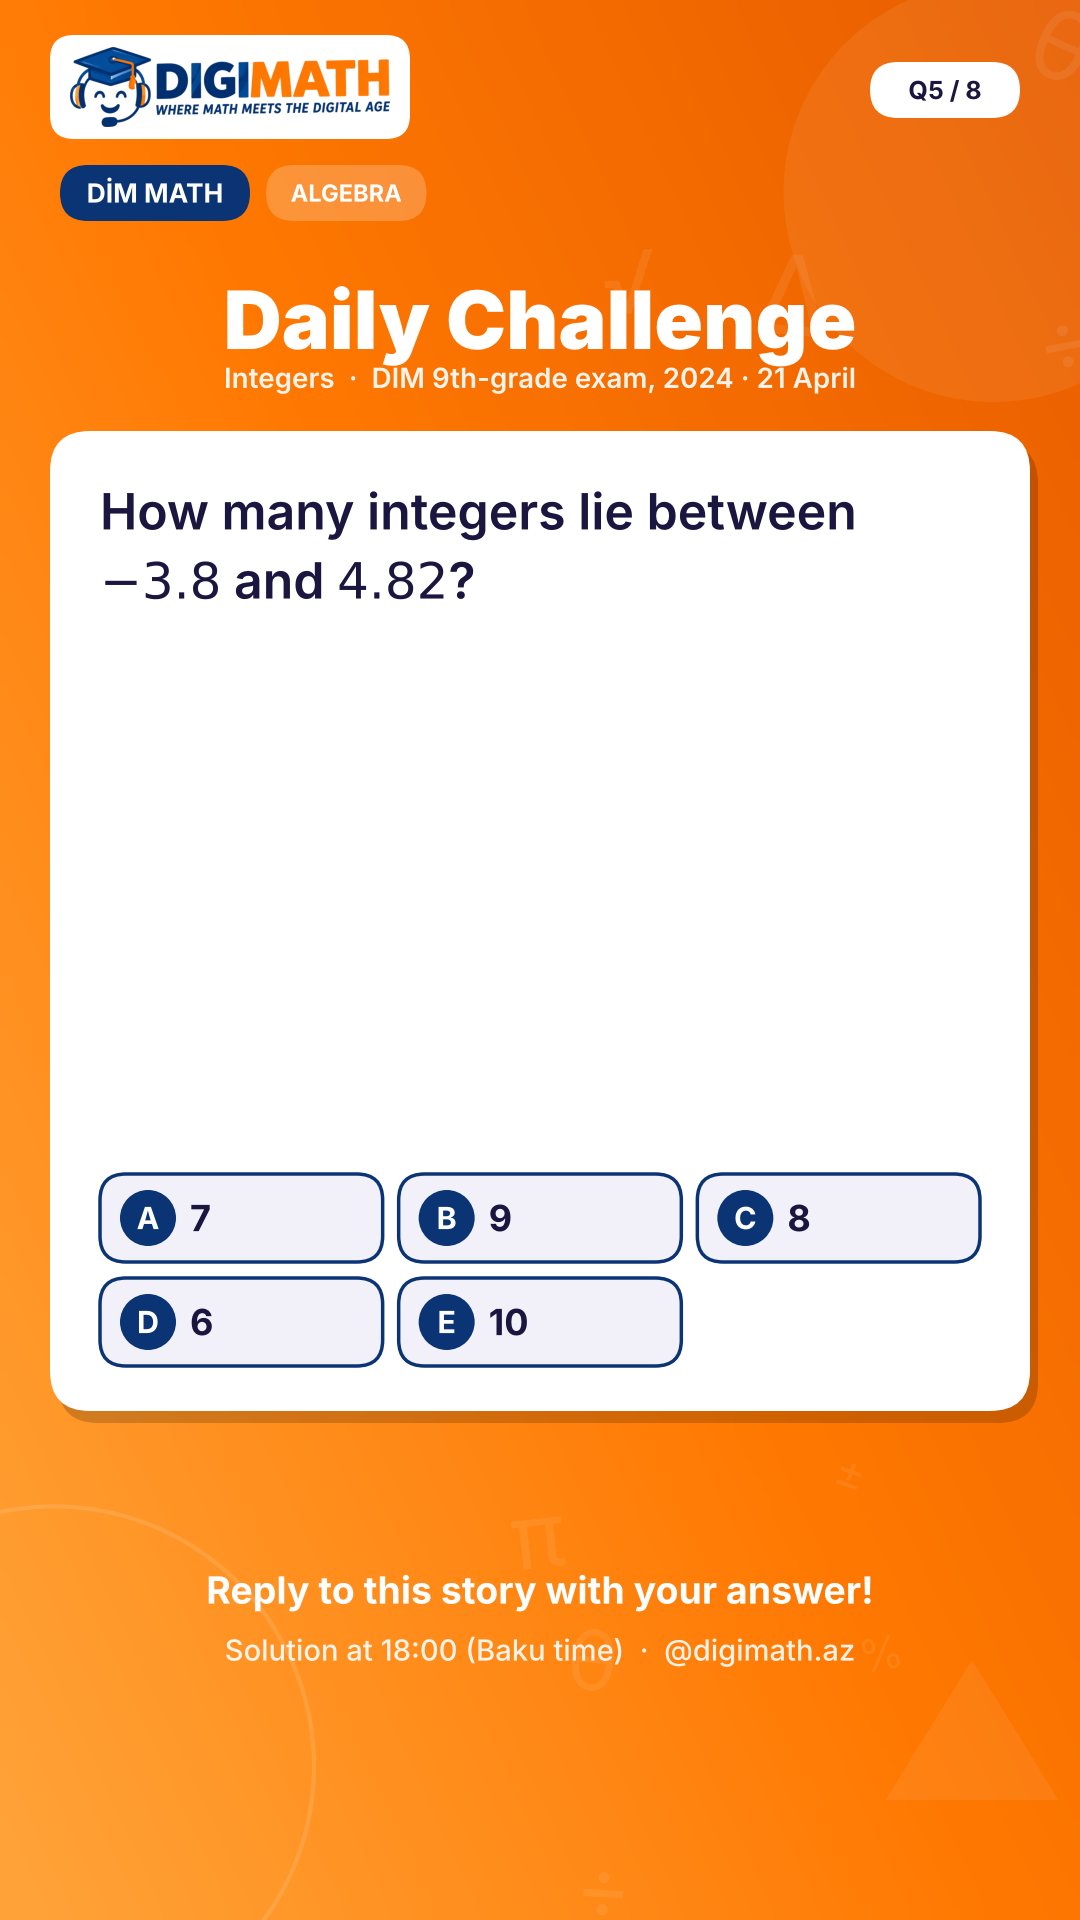 DIGIMATH
WHERE MATH MEETS THE DIGITAL AGE
Q5 / 8
DİM MATH
ALGEBRA
Daily Challenge
Integers · DİM 9th-grade exam, 2024 · 21 April
How many integers lie between
−3.8 and 4.82?
A 7
B 9
C 8
D 6
E 10
Reply to this story with your answer!
Solution at 18:00 (Baku time) · @digimath.az